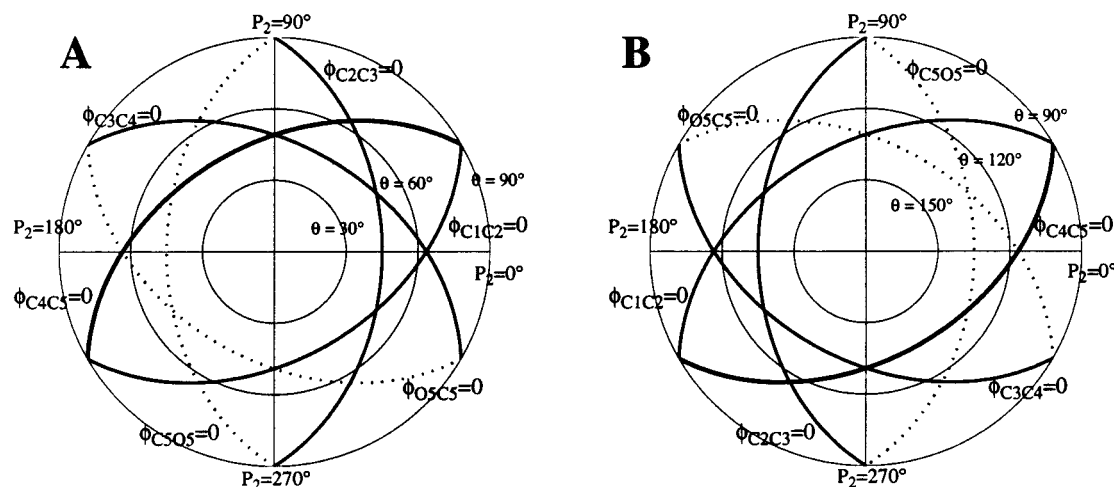 A
P₂=90°
ϕC2C3=0
ϕC3C4=0
θ = 60°
θ = 90°
θ = 30°
P₂=180°
ϕC1C2=0
P₂=0°
ϕC4C5=0
ϕO5C5=0
ϕC5O5=0
P₂=270°
B
P₂=90°
ϕC5O5=0
ϕO5C5=0
θ = 90°
θ = 120°
θ = 150°
P₂=180°
ϕC4C5=0
P₂=0°
ϕC1C2=0
ϕC3C4=0
ϕC2C3=0
P₂=270°